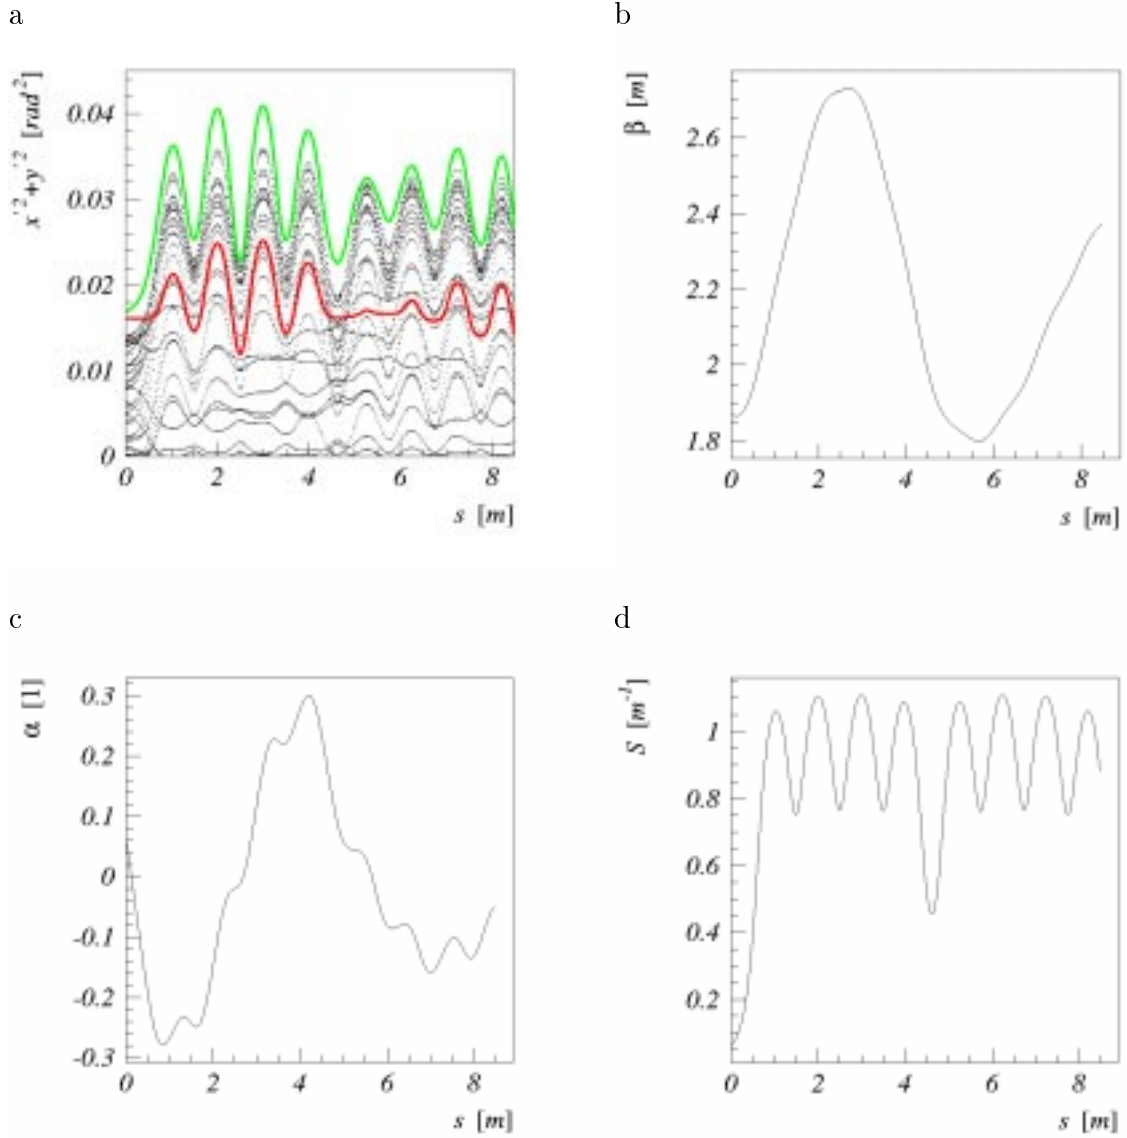 a
x'²+y'² [rad²]
0.04
0.03
0.02
0.01
0
0 2 4 6 8
s [m]
b
β [m]
2.6
2.4
2.2
2
1.8
0 2 4 6 8
s [m]
c
α [1]
0.3
0.2
0.1
0
-0.1
-0.2
-0.3
0 2 4 6 8
s [m]
d
S [m⁻¹]
1
0.8
0.6
0.4
0.2
0 2 4 6 8
s [m]